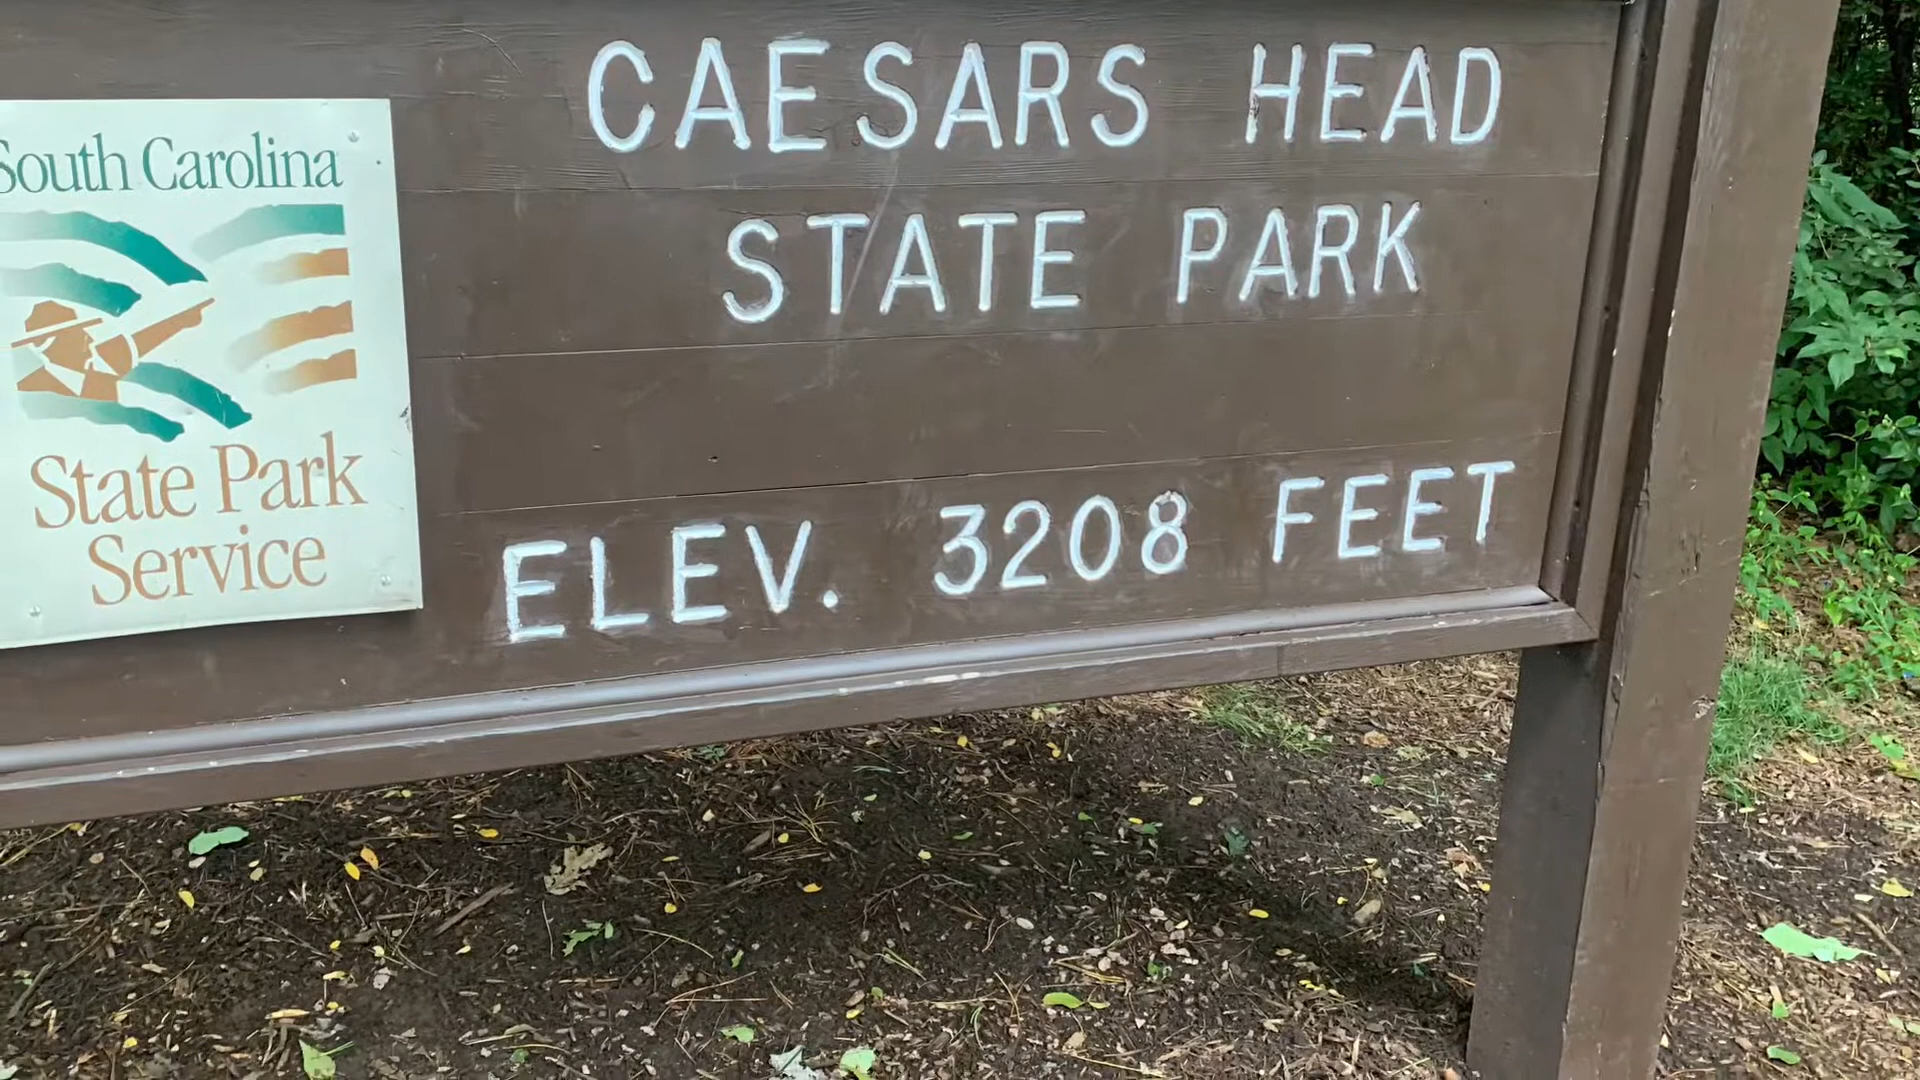 South Carolina
State Park
Service
CAESARS HEAD
STATE PARK
ELEV. 3208 FEET